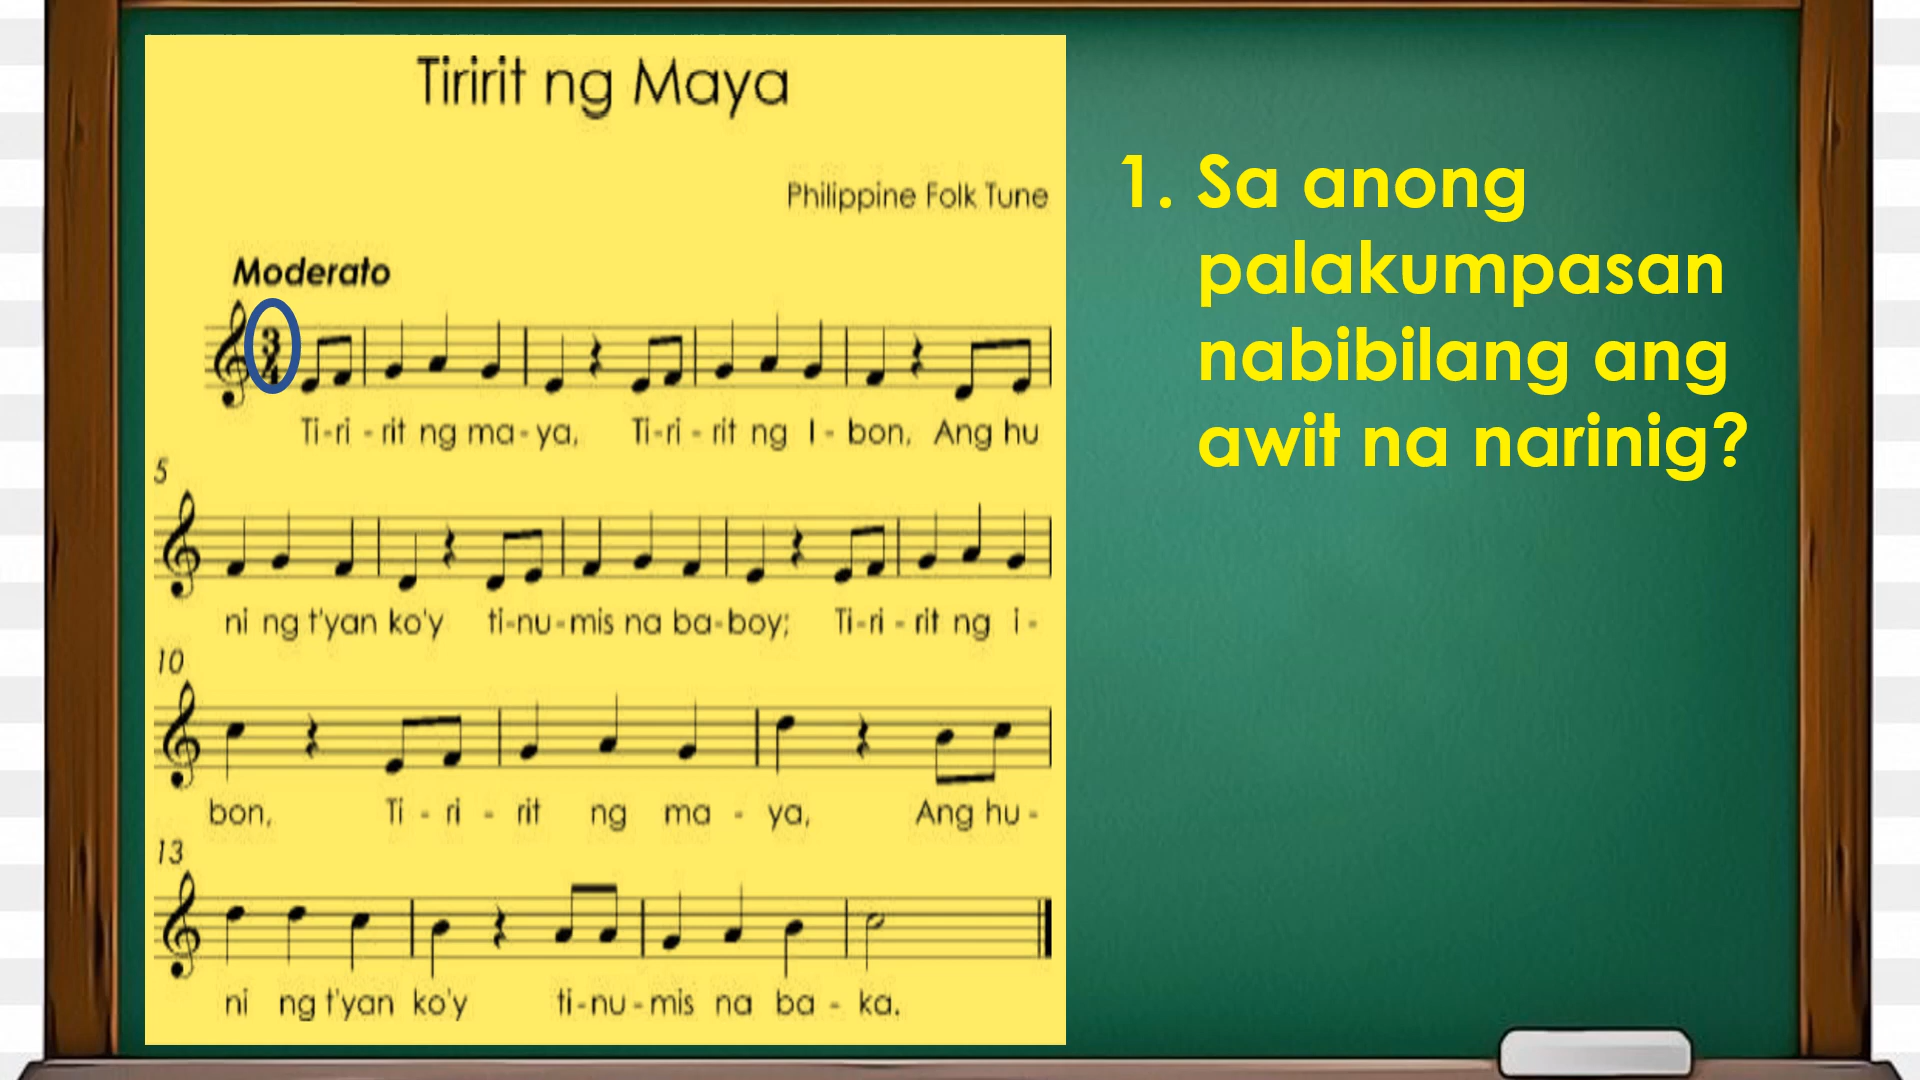 Tiririt ng Maya
Philippine Folk Tune
Moderato
3
4
Ti-ri - rit ng ma - ya, Ti-ri - rit ng I - bon, Ang hu
5
ni ng t'yan ko'y ti-nu-mis na ba-boy; Ti-ri - rit ng i -
10
bon, Ti - ri - rit ng ma - ya, Ang hu -
13
ni ng t'yan ko'y ti-nu-mis na ba - ka.
1. Sa anong
palakumpasan
nabibilang ang
awit na narinig?